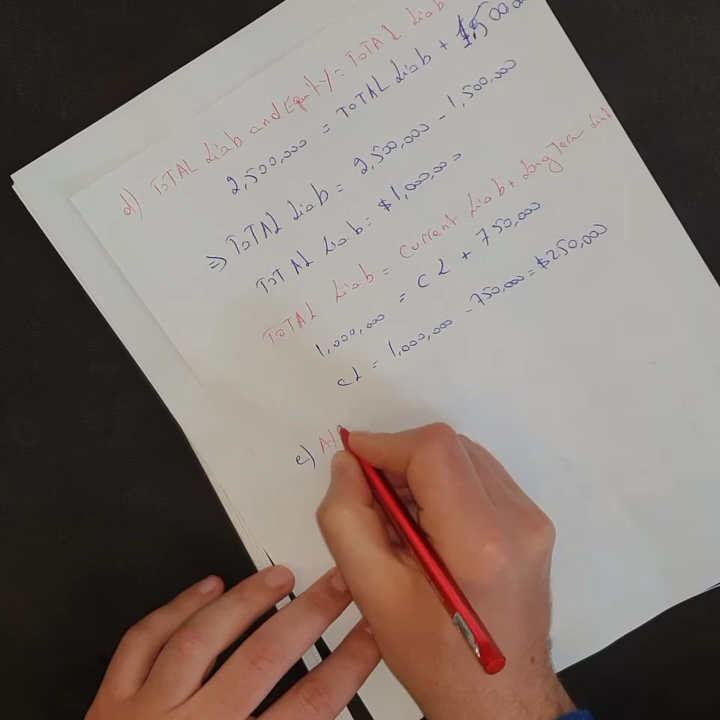 d) TOTAL Liab and Equity = TOTAL Liab
2,500,000 = TOTAL Liab + 1,500,000
⇒ TOTAL Liab = 2,500,000 - 1,500,000
TOTAL Liab = $1,000,000
TOTAL Liab = Current Liab + Long Term Liab
1,000,000 = CL + 750,000
CL = 1,000,000 - 750,000 = $250,000
e) A/